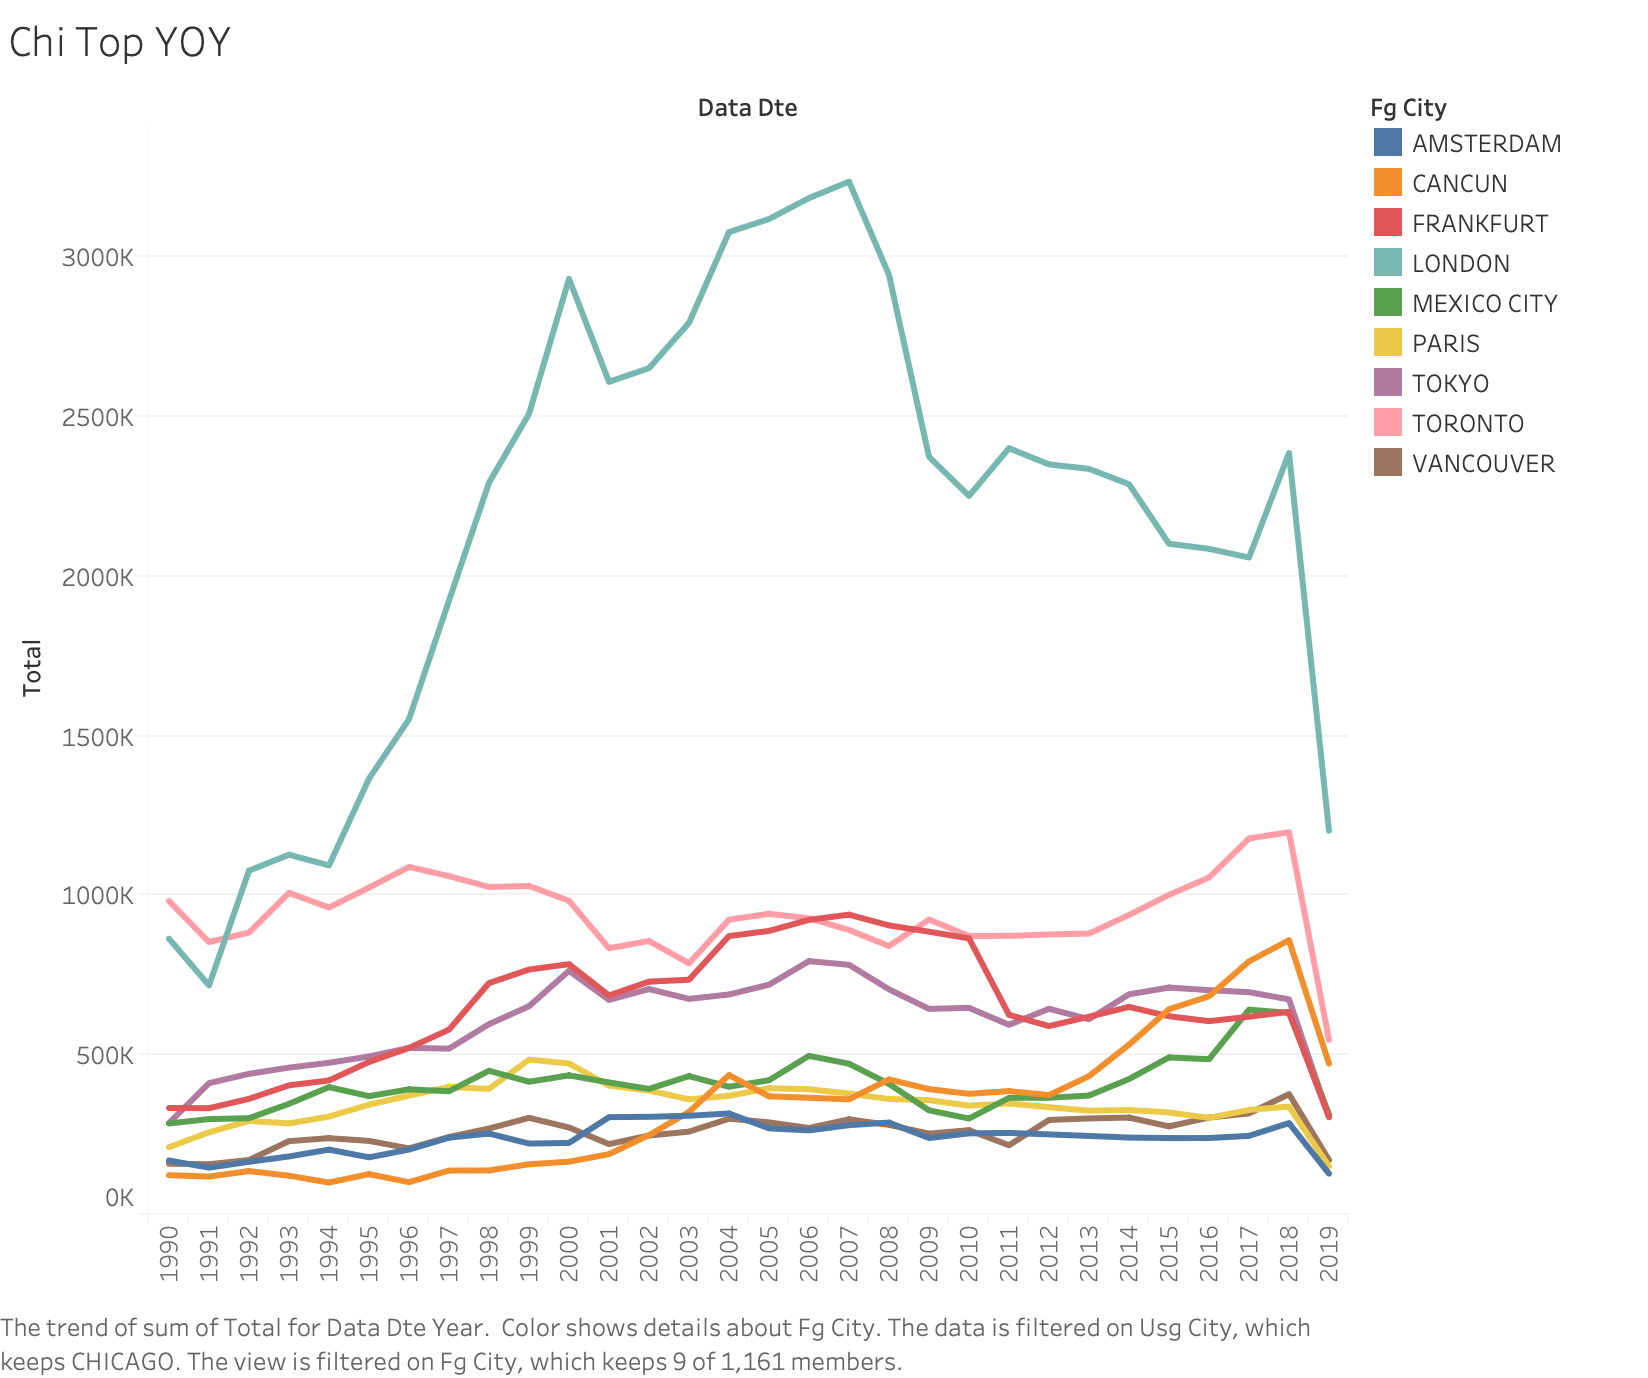 Chi Top YOY
Data Dte
Fg City
AMSTERDAM
CANCUN
FRANKFURT
LONDON
MEXICO CITY
PARIS
TOKYO
TORONTO
VANCOUVER
Total
3000K
2500K
2000K
1500K
1000K
500K
0K
1990
1991
1992
1993
1994
1995
1996
1997
1998
1999
2000
2001
2002
2003
2004
2005
2006
2007
2008
2009
2010
2011
2012
2013
2014
2015
2016
2017
2018
2019
The trend of sum of Total for Data Dte Year.  Color shows details about Fg City. The data is filtered on Usg City, which
keeps CHICAGO. The view is filtered on Fg City, which keeps 9 of 1,161 members.